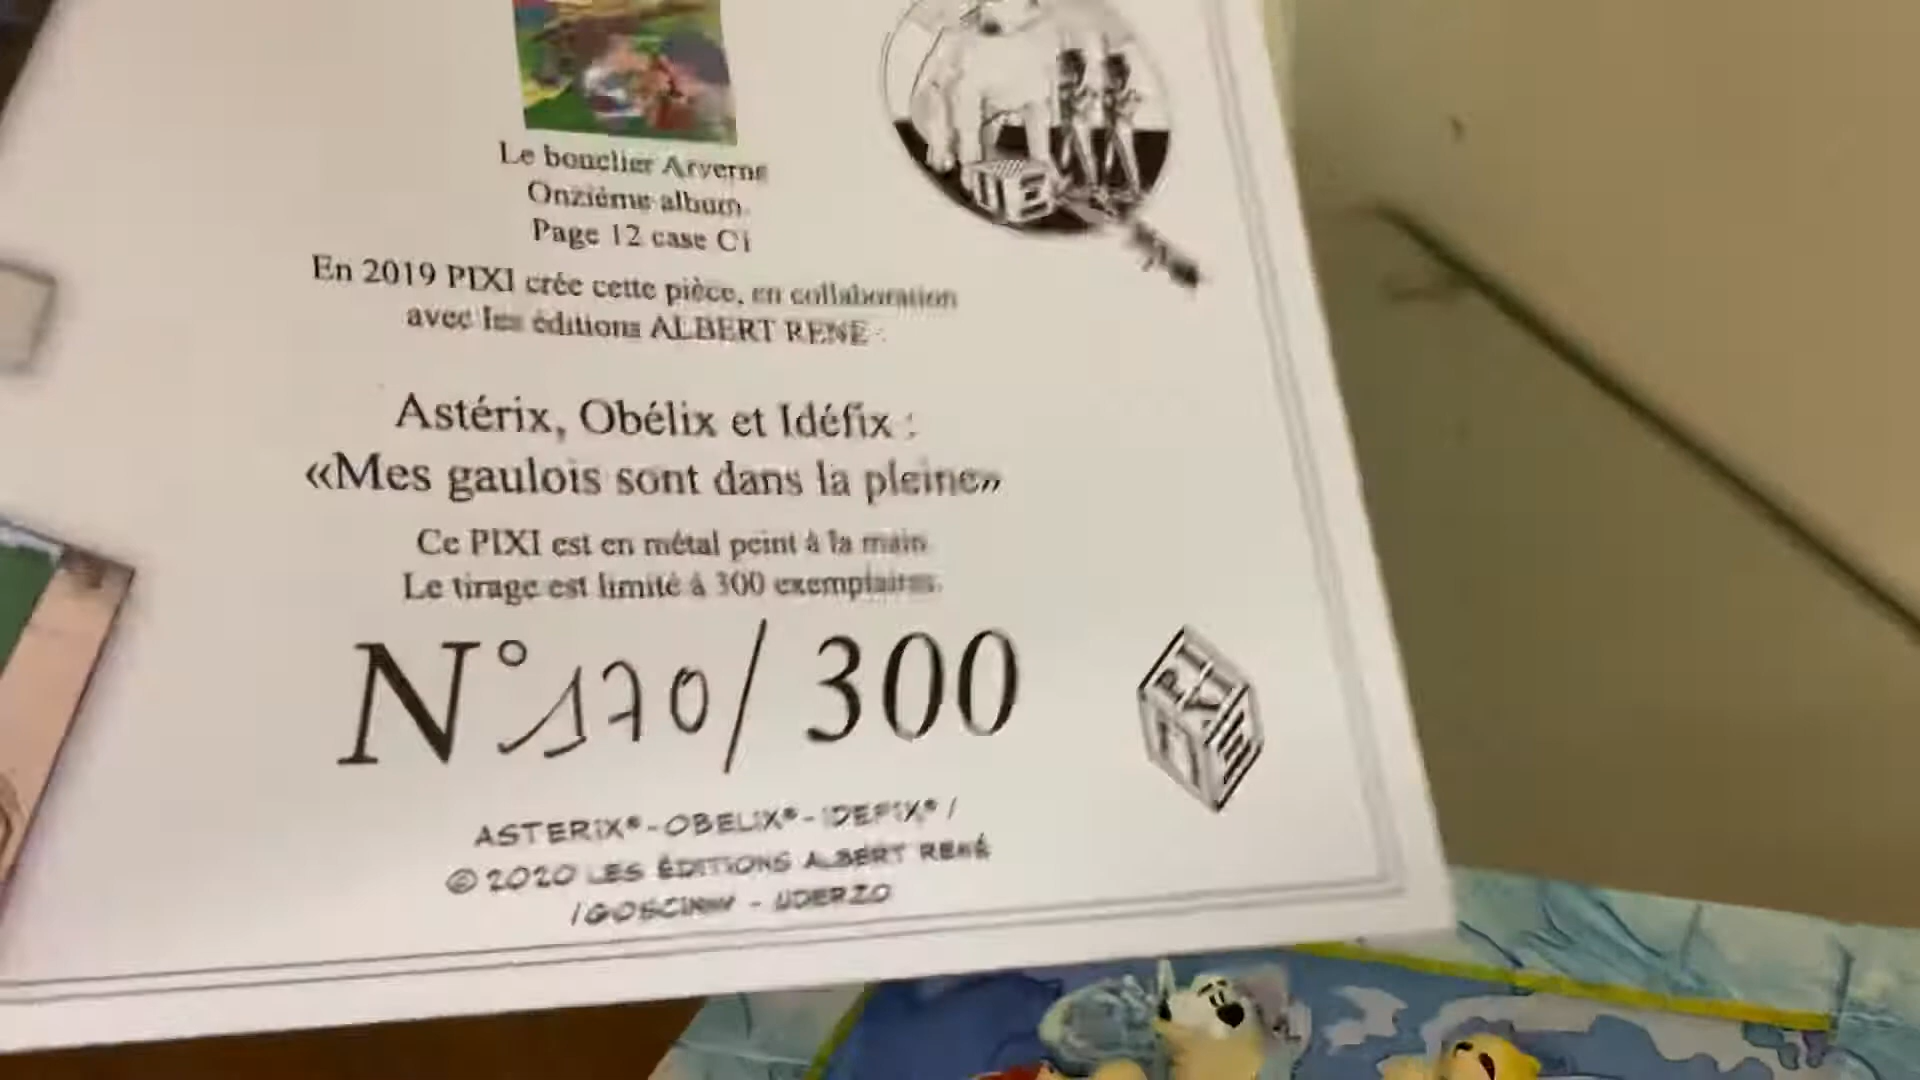 Le bouclier Arverne
Onzième album.
Page 12 case C1
En 2019 PIXI crée cette pièce, en collaboration
avec les éditions ALBERT RENE :
Astérix, Obélix et Idéfix :
«Mes gaulois sont dans la pleine»
Ce PIXI est en métal peint à la main
Le tirage est limité à 300 exemplaires.
N° 170/ 300
PIXI
ASTERIX®-OBELIX®-IDEFIX® /
© 2020 LES ÉDITIONS ALBERT RENÉ
/GOSCINNY - UDERZO